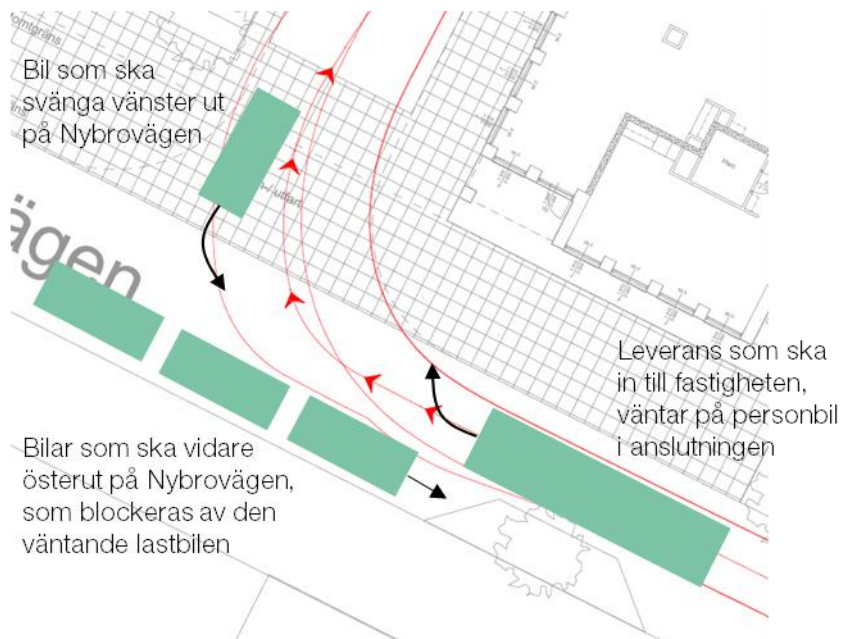 omtgräns
Bil som ska
svänga vänster ut
på Nybrovägen
ägen
Leverans som ska
in till fastigheten,
väntar på personbil
i anslutningen
Bilar som ska vidare
österut på Nybrovägen,
som blockeras av den
väntande lastbilen